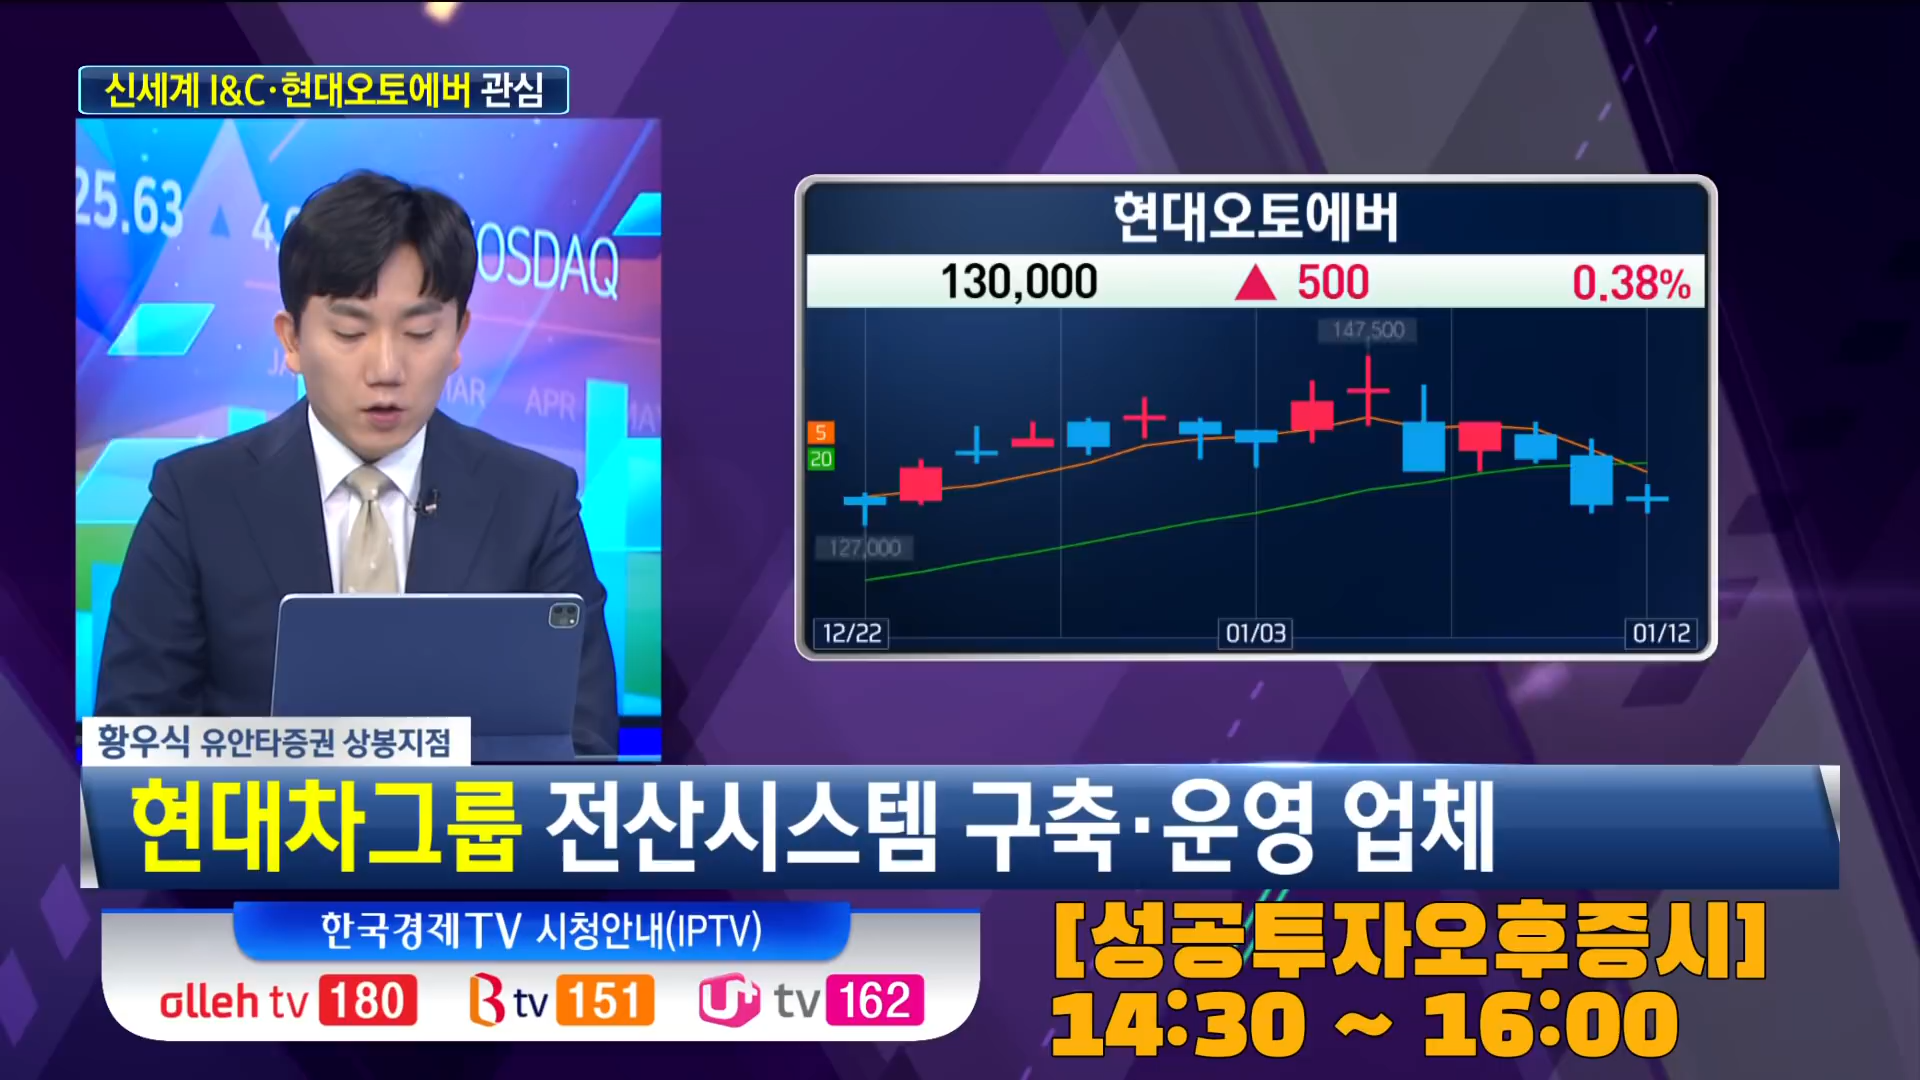 신세계 I&C·현대오토에버 관심
25.63
KOSDAQ
MAR
APR
MAY
현대오토에버
130,000 ▲ 500 0.38%
147,500
5
20
127,000
12/22 01/03 01/12
황우식 유안타증권 상봉지점
현대차그룹 전산시스템 구축·운영 업체
한국경제TV 시청안내(IPTV)
olleh tv 180 B tv 151 U+ tv 162
[성공투자오후증시]
14:30 ~ 16:00